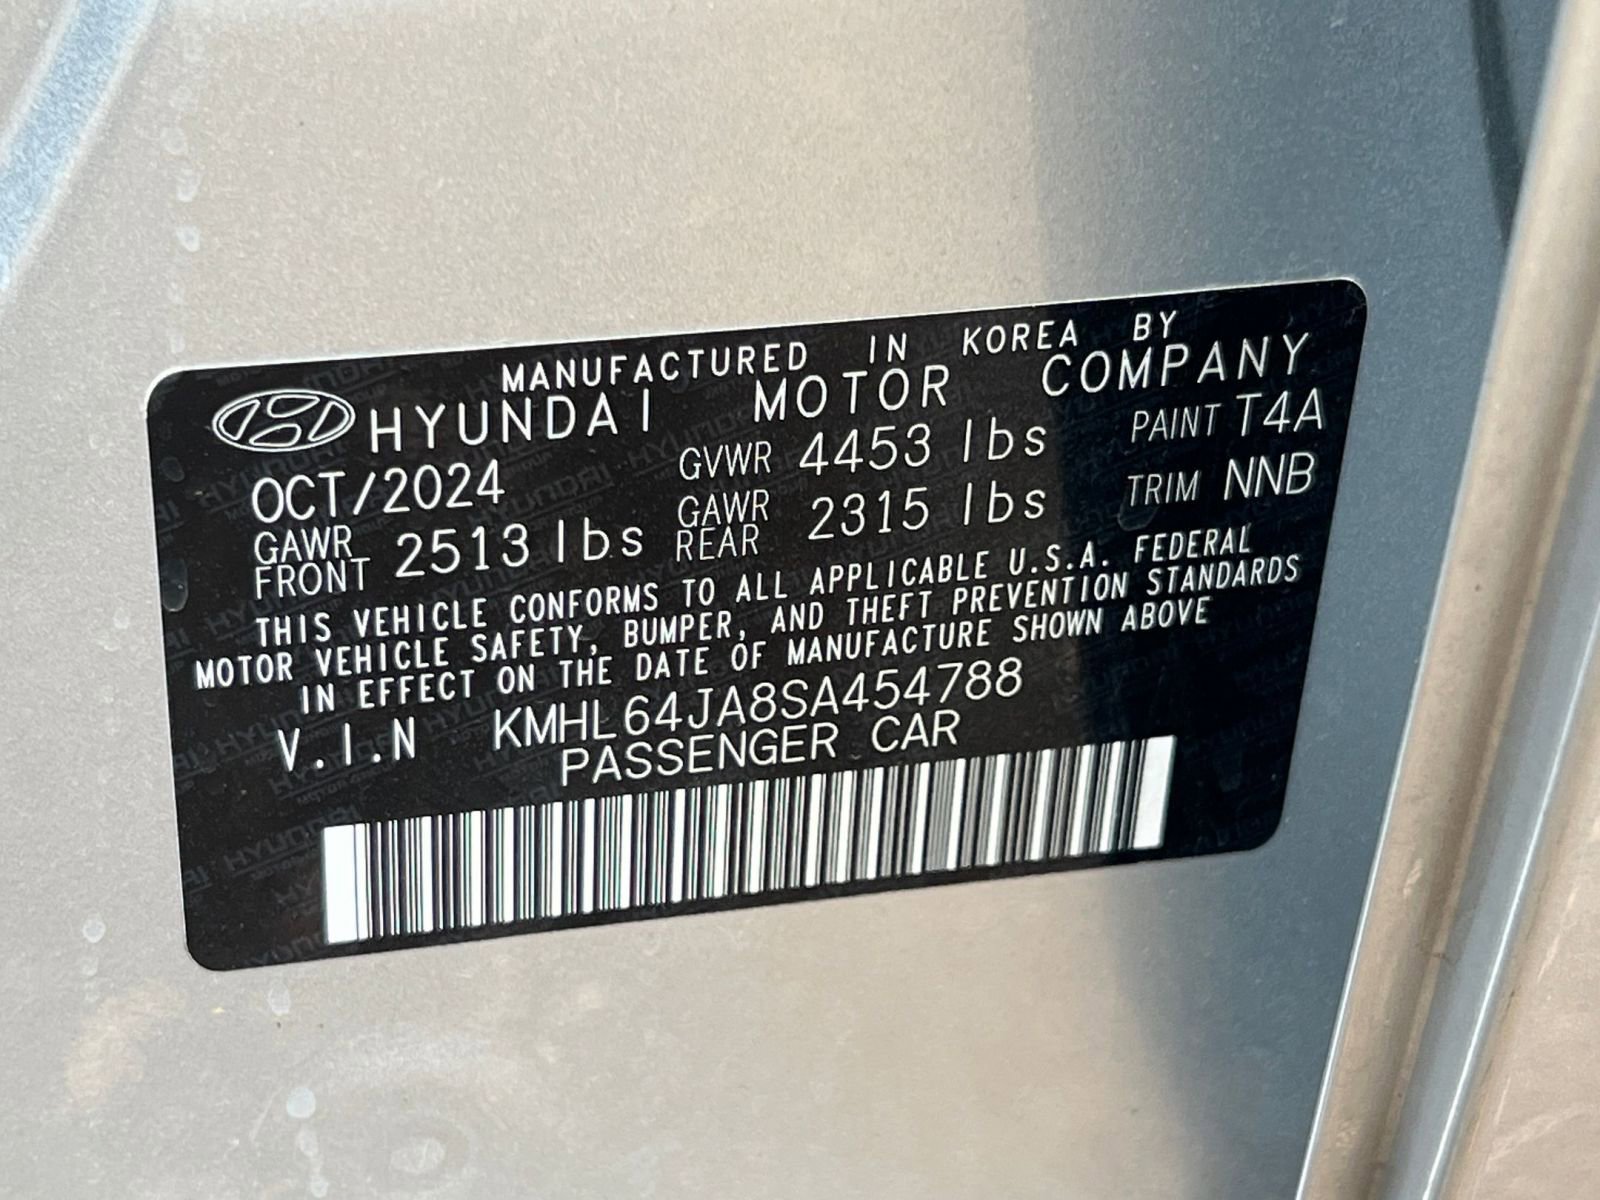 MANUFACTURED IN KOREA BY
HYUNDAI MOTOR COMPANY
OCT/2024 GVWR 4453 lbs PAINT T4A
GAWR FRONT 2513 lbs GAWR REAR 2315 lbs TRIM NNB
THIS VEHICLE CONFORMS TO ALL APPLICABLE U.S.A. FEDERAL
MOTOR VEHICLE SAFETY, BUMPER, AND THEFT PREVENTION STANDARDS
IN EFFECT ON THE DATE OF MANUFACTURE SHOWN ABOVE
V.I.N KMHL64JA8SA454788
PASSENGER CAR